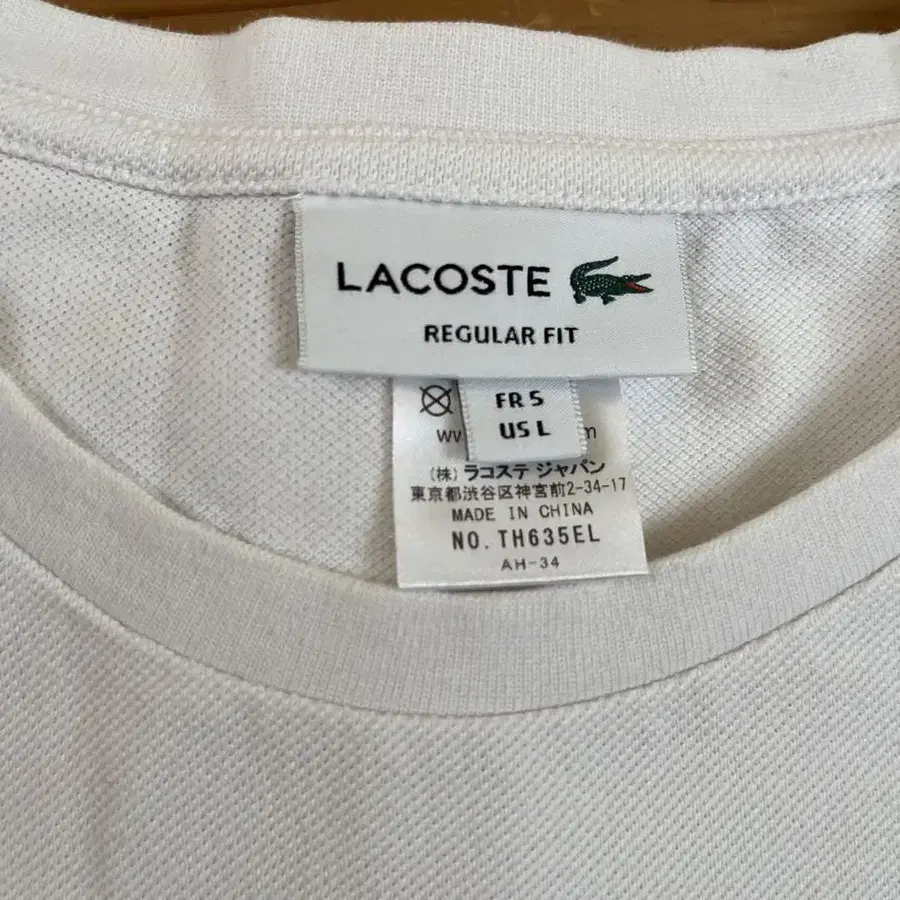 LACOSTE
REGULAR FIT
FR 5
US L
(株) ラコステ ジャパン
東京都渋谷区神宮前2-34-17
MADE IN CHINA
NO. TH635EL
AH-34